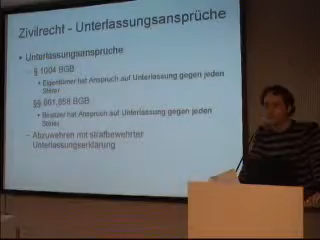 Zivilrecht - Unterlassungsansprüche
Unterlassungsansprüche
§ 1004 BGB
Eigentümer hat Anspruch auf Unterlassung gegen jeden
Störer
§§ 861,858 BGB
Besitzer hat Anspruch auf Unterlassung gegen jeden
Störer
Abzuwehren mit strafbewehrter
Unterlassungserklärung